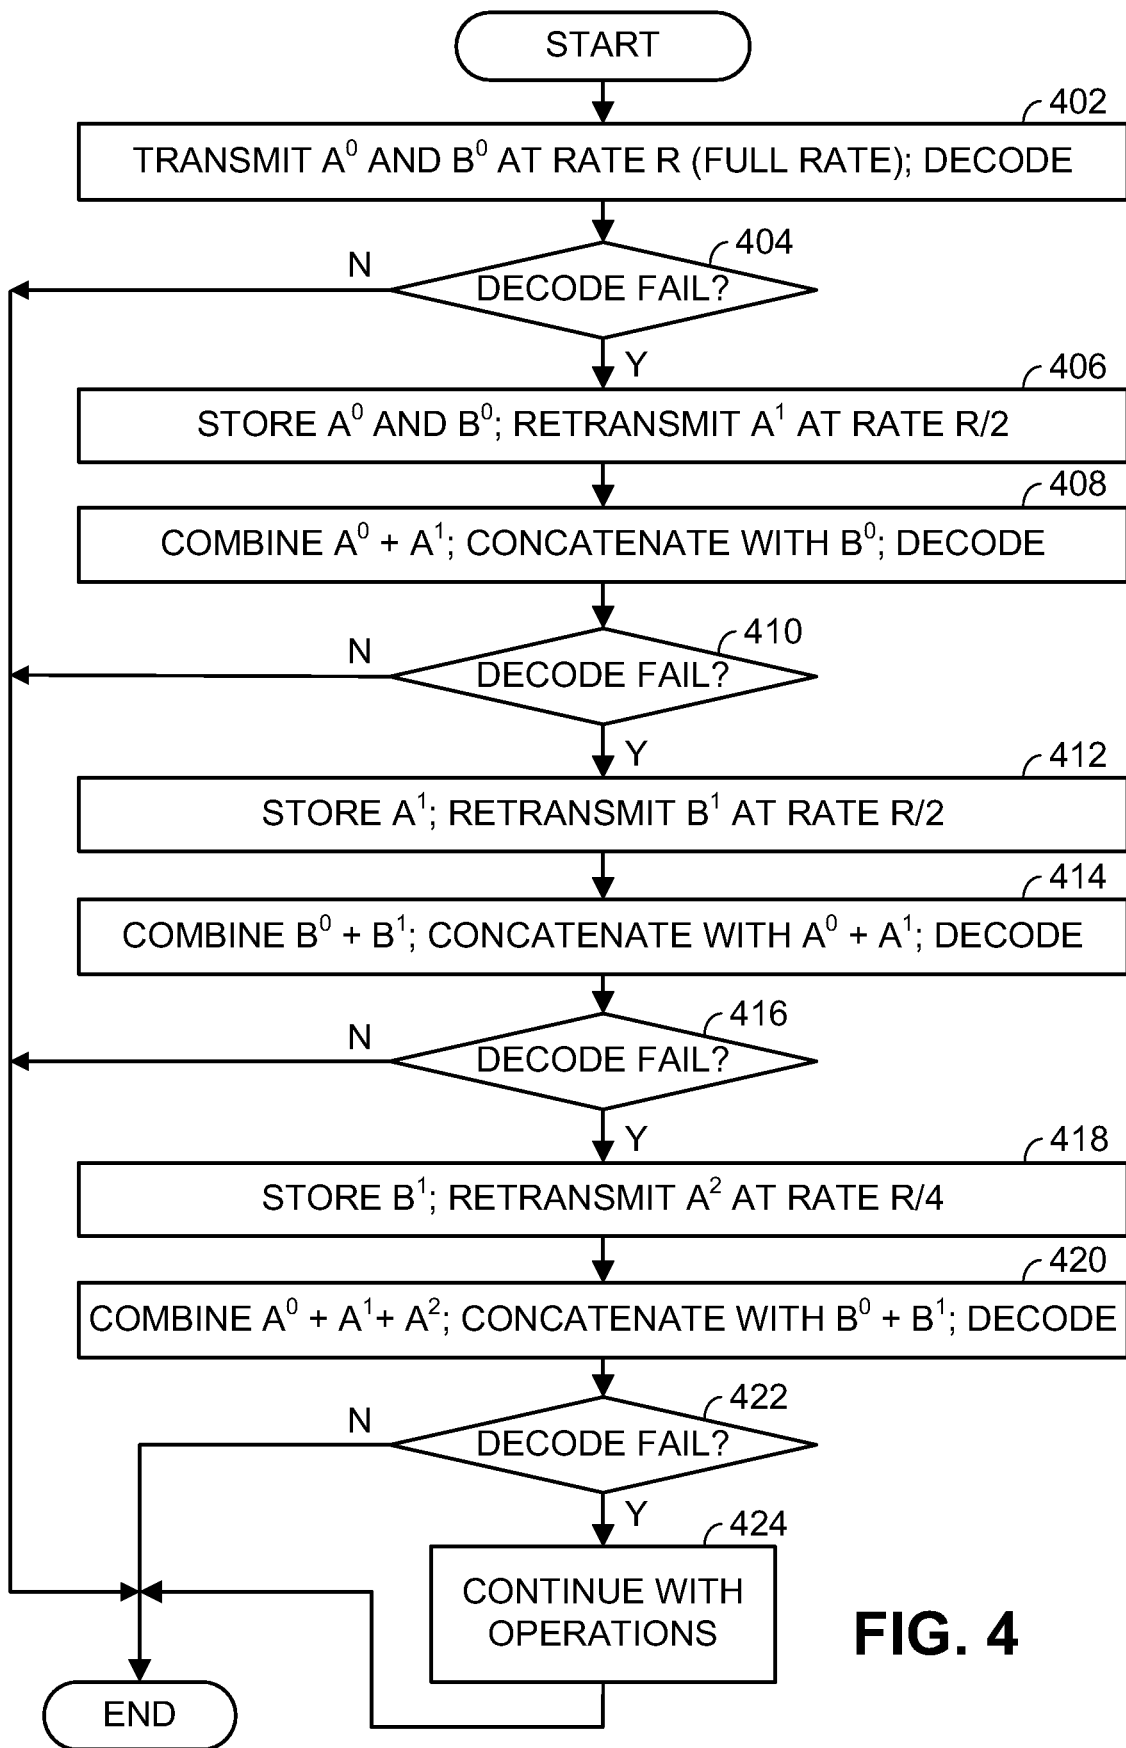 START
402
TRANSMIT A⁰ AND B⁰ AT RATE R (FULL RATE); DECODE
404
N
DECODE FAIL?
Y
406
STORE A⁰ AND B⁰; RETRANSMIT A¹ AT RATE R/2
408
COMBINE A⁰ + A¹; CONCATENATE WITH B⁰; DECODE
410
N
DECODE FAIL?
Y
412
STORE A¹; RETRANSMIT B¹ AT RATE R/2
414
COMBINE B⁰ + B¹; CONCATENATE WITH A⁰ + A¹; DECODE
416
N
DECODE FAIL?
Y
418
STORE B¹; RETRANSMIT A² AT RATE R/4
420
COMBINE A⁰ + A¹+ A²; CONCATENATE WITH B⁰ + B¹; DECODE
422
N
DECODE FAIL?
Y
424
CONTINUE WITH
OPERATIONS
FIG. 4
END